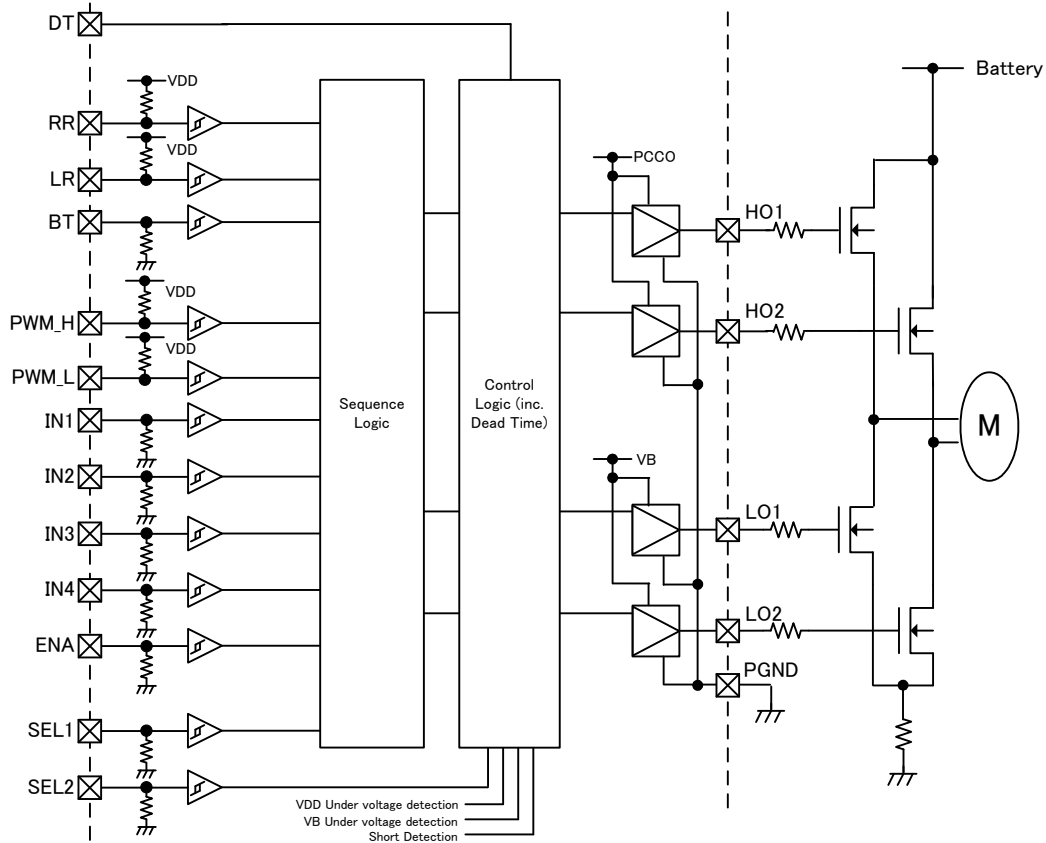 DT
VDD
RR
VDD
LR
BT
VDD
PWM_H
VDD
PWM_L
IN1
IN2
IN3
IN4
ENA
SEL1
SEL2
Sequence
Logic
Control
Logic (inc.
Dead Time)
VDD Under voltage detection
VB Under voltage detection
Short Detection
PCCO
VB
HO1
HO2
LO1
LO2
PGND
Battery
M